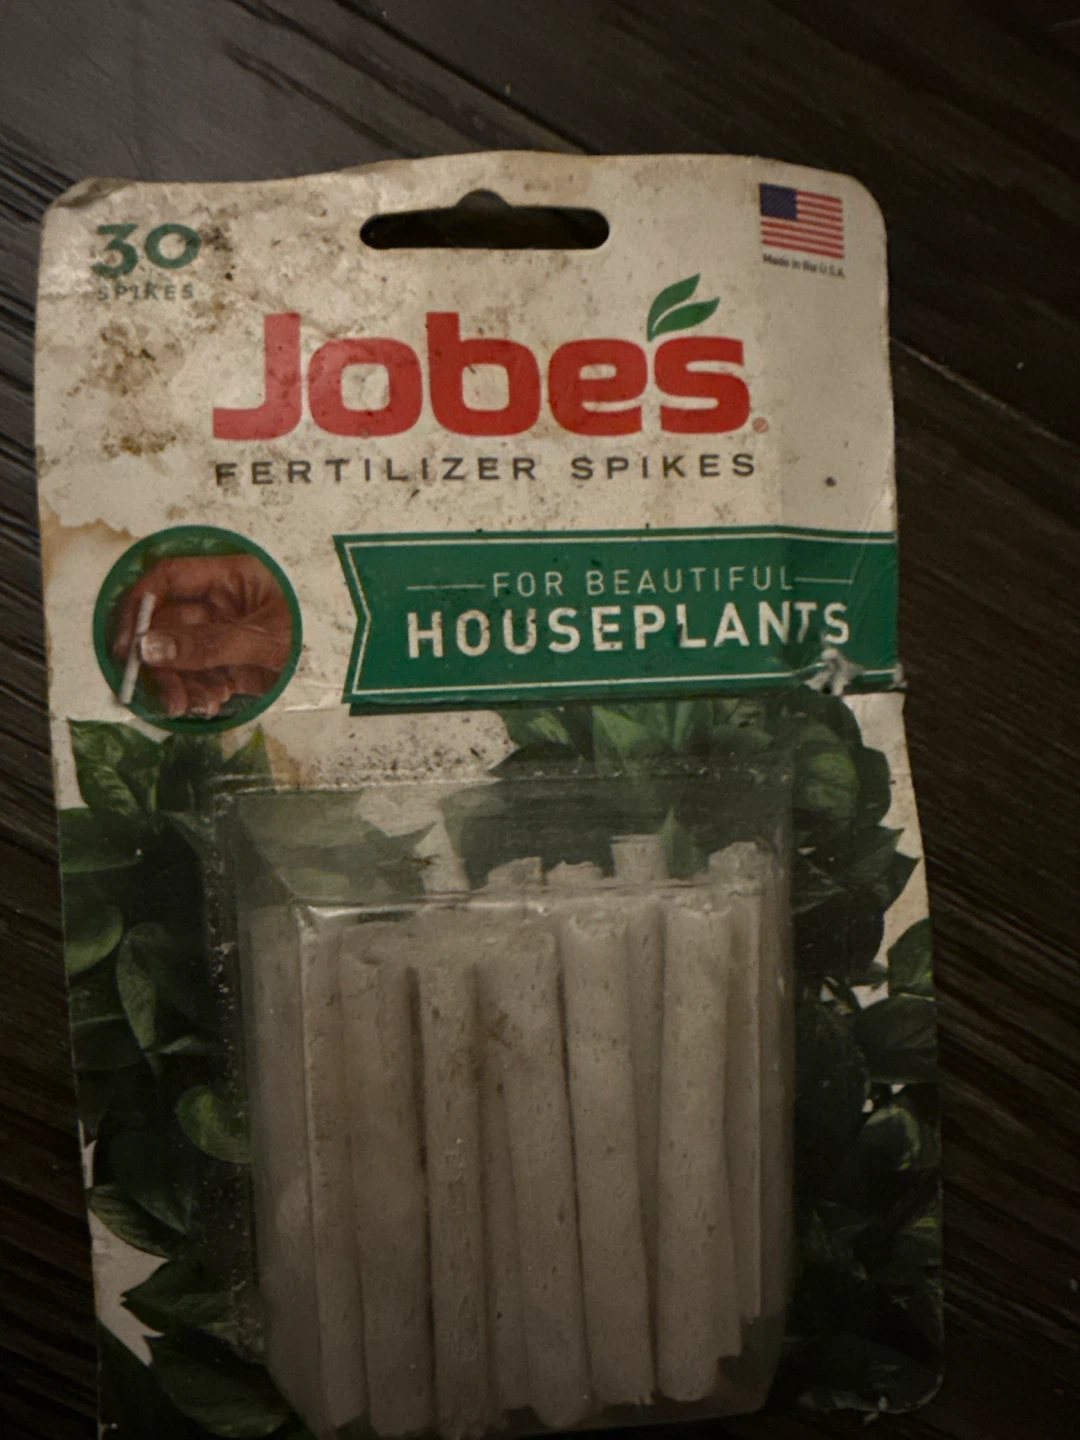 30
SPIKES
Made in the U.S.A.
Jobe's®
FERTILIZER SPIKES
FOR BEAUTIFUL
HOUSEPLANTS